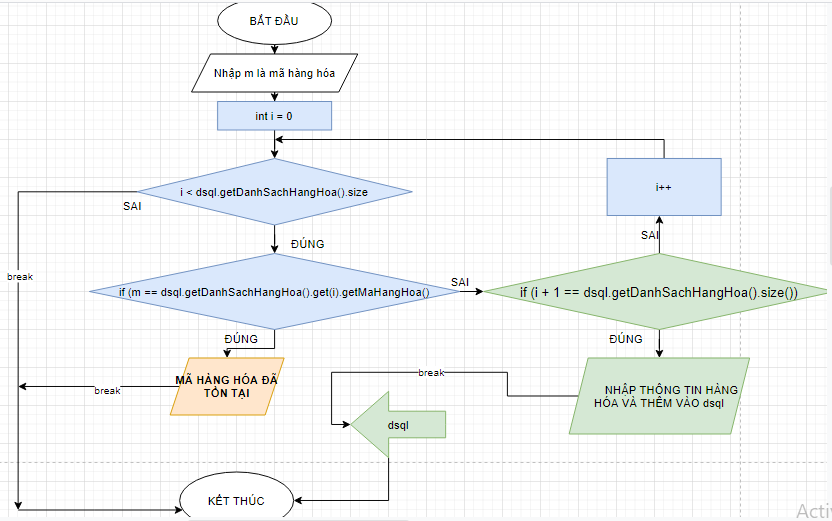 BẮT ĐẦU
Nhập m là mã hàng hóa
int i = 0
i < dsql.getDanhSachHangHoa().size
i++
SAI
SAI
ĐÚNG
break
if (m == dsql.getDanhSachHangHoa().get(i).getMaHangHoa()
SAI
if (i + 1 == dsql.getDanhSachHangHoa().size())
ĐÚNG
ĐÚNG
MÃ HÀNG HÓA ĐÃ
TỒN TẠI
break
break
NHẬP THÔNG TIN HÀNG
HÓA VÀ THÊM VÀO dsql
dsql
KẾT THÚC